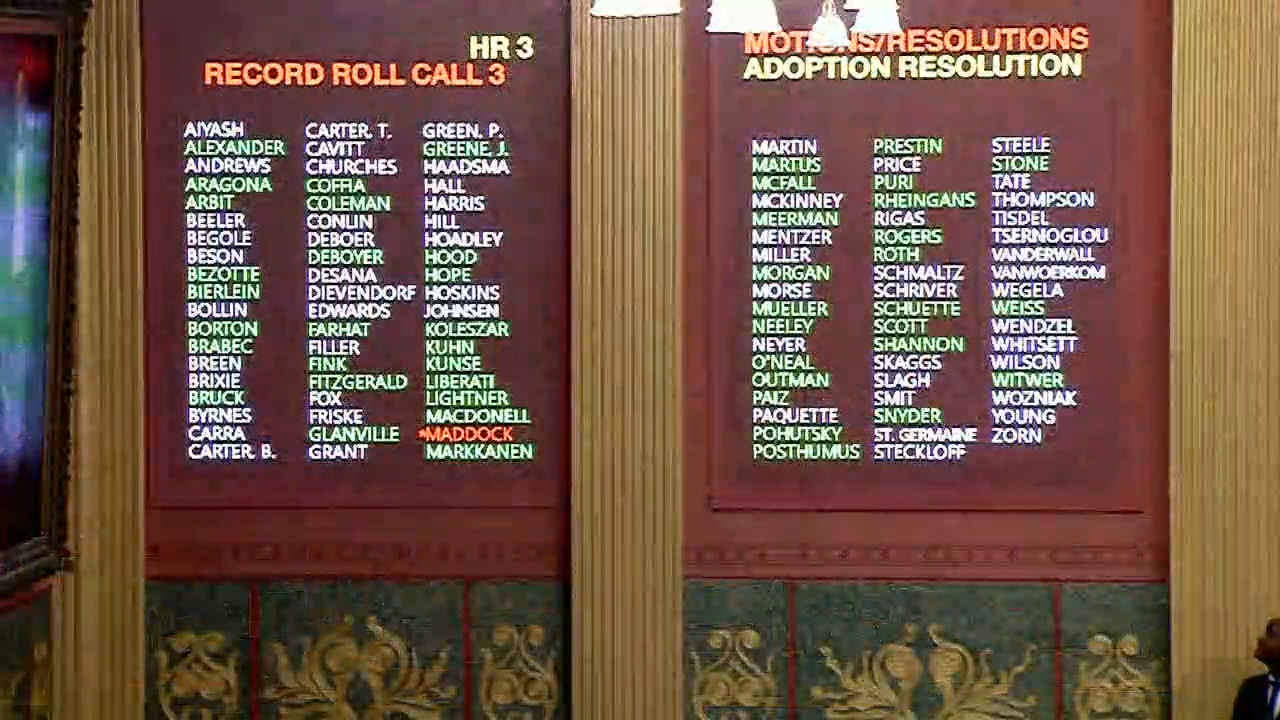 HR 3
RECORD ROLL CALL 3
AIYASH CARTER. T. GREEN. P.
ALEXANDER CAVITT GREENE. J.
ANDREWS CHURCHES HAADSMA
ARAGONA COFFIA HALL
ARBIT COLEMAN HARRIS
BEELER CONLIN HILL
BEGOLE DEBOER HOADLEY
BESON DEBOYER HOOD
BEZOTTE DESANA HOPE
BIERLEIN DIEVENDORF HOSKINS
BOLLIN EDWARDS JOHNSEN
BORTON FARHAT KOLESZAR
BRABEC FILLER KUHN
BREEN FINK KUNSE
BRIXIE FITZGERALD LIBERATI
BRUCK FOX LIGHTNER
BYRNES FRISKE MACDONELL
CARRA GLANVILLE *MADDOCK
CARTER. B. GRANT MARKKANEN
MOTIONS/RESOLUTIONS
ADOPTION RESOLUTION
MARTIN PRESTIN STEELE
MARTUS PRICE STONE
MCFALL PURI TATE
MCKINNEY RHEINGANS THOMPSON
MEERMAN RIGAS TISDEL
MENTZER ROGERS TSERNOGLOU
MILLER ROTH VANDERWALL
MORGAN SCHMALTZ VANWOERKOM
MORSE SCHRIVER WEGELA
MUELLER SCHUETTE WEISS
NEELEY SCOTT WENDZEL
NEYER SHANNON WHITSETT
O'NEAL SKAGGS WILSON
OUTMAN SLAGH WITWER
PAIZ SMIT WOZNIAK
PAQUETTE SNYDER YOUNG
POHUTSKY ST. GERMAINE ZORN
POSTHUMUS STECKLOFF